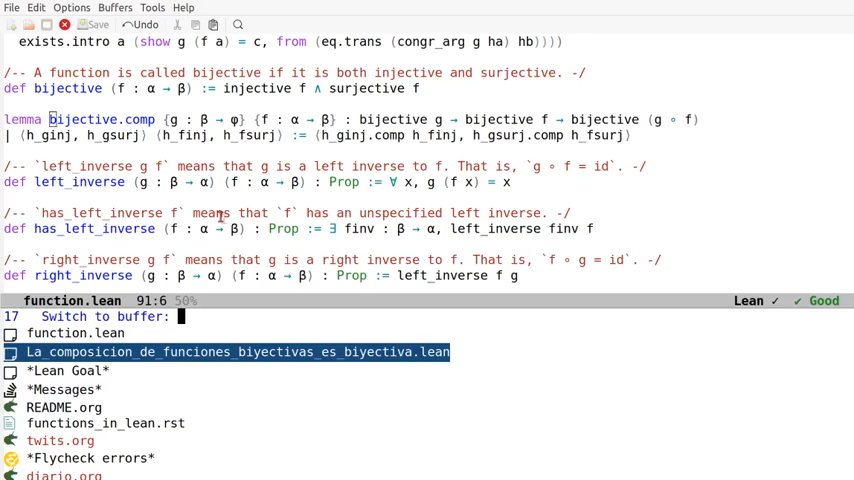 File Edit Options Buffers Tools Help
Save Undo
exists.intro a (show g (f a) = c, from (eq.trans (congr_arg g ha) hb))))
/-- A function is called bijective if it is both injective and surjective. -/
def bijective (f : α → β) := injective f ∧ surjective f
lemma bijective.comp {g : β → φ} {f : α → β} : bijective g → bijective f → bijective (g ∘ f)
| ⟨h_ginj, h_gsurj⟩ ⟨h_finj, h_fsurj⟩ := ⟨h_ginj.comp h_finj, h_gsurj.comp h_fsurj⟩
/-- `left_inverse g f` means that g is a left inverse to f. That is, `g ∘ f = id`. -/
def left_inverse (g : β → α) (f : α → β) : Prop := ∀ x, g (f x) = x
/-- `has_left_inverse f` means that `f` has an unspecified left inverse. -/
def has_left_inverse (f : α → β) : Prop := ∃ finv : β → α, left_inverse finv f
/-- `right_inverse g f` means that g is a right inverse to f. That is, `f ∘ g = id`. -/
def right_inverse (g : β → α) (f : α → β) : Prop := left_inverse f g
function.lean 91:6 50% Lean ✓ ✔ Good
17 Switch to buffer:
function.lean
La_composicion_de_funciones_biyectivas_es_biyectiva.lean
*Lean Goal*
*Messages*
README.org
functions_in_lean.rst
twits.org
*Flycheck errors*
diario.org